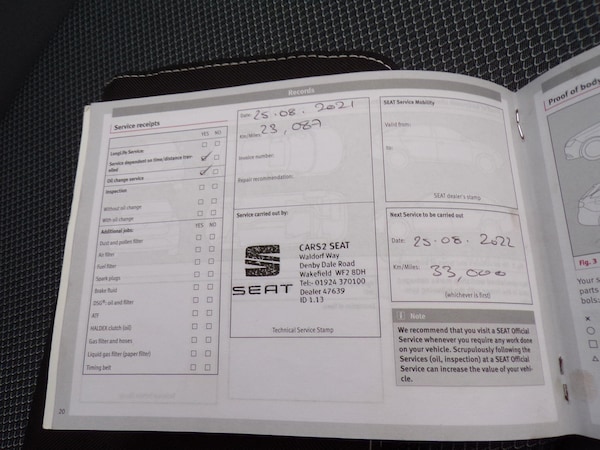 Records
Service receipts
YES NO
LongLife Service:
Service dependent on time/distance travelled
Oil change service
Inspection
Without oil change
With oil change
Additional jobs YES NO
Dust and pollen filter
Air filter
Fuel filter
Spark plugs
Brake fluid
DSG®: oil and filter
ATF
HALDEX clutch (oil)
Gas filter and hoses
Liquid gas filter (paper filter)
Timing belt
20
Date: 25.08.2021
Km/Miles: 23,087
Invoice number:
Repair recommendation:
Service carried out by:
SEAT
CARS2 SEAT
Waldorf Way
Denby Dale Road
Wakefield WF2 8DH
Tel: 01924 370100
Dealer 47639
ID 1.13
Technical Service Stamp
SEAT Service Mobility
Valid from:
to:
SEAT dealer's stamp
Next Service to be carried out
Date: 25.08.2022
Km/Miles: 33,000
(whichever is first)
i Note
We recommend that you visit a SEAT Official
Service whenever you require any work done
on your vehicle. Scrupulously following the
Services (oil, inspection) at a SEAT Official
Service can increase the value of your vehi-
cle.
Proof of body
Fig. 3
Your s
parts
bols: